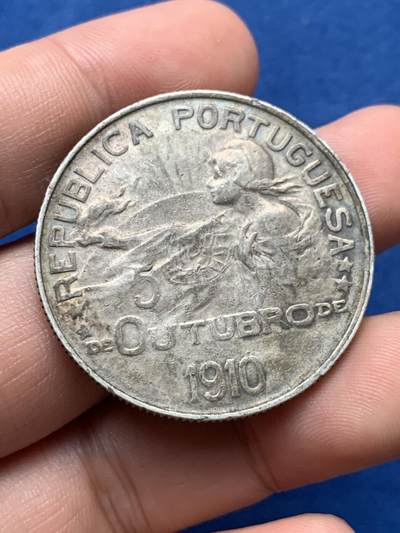 REPUBLICA PORTUGUESA
5
DE OUTUBRO DE
1910